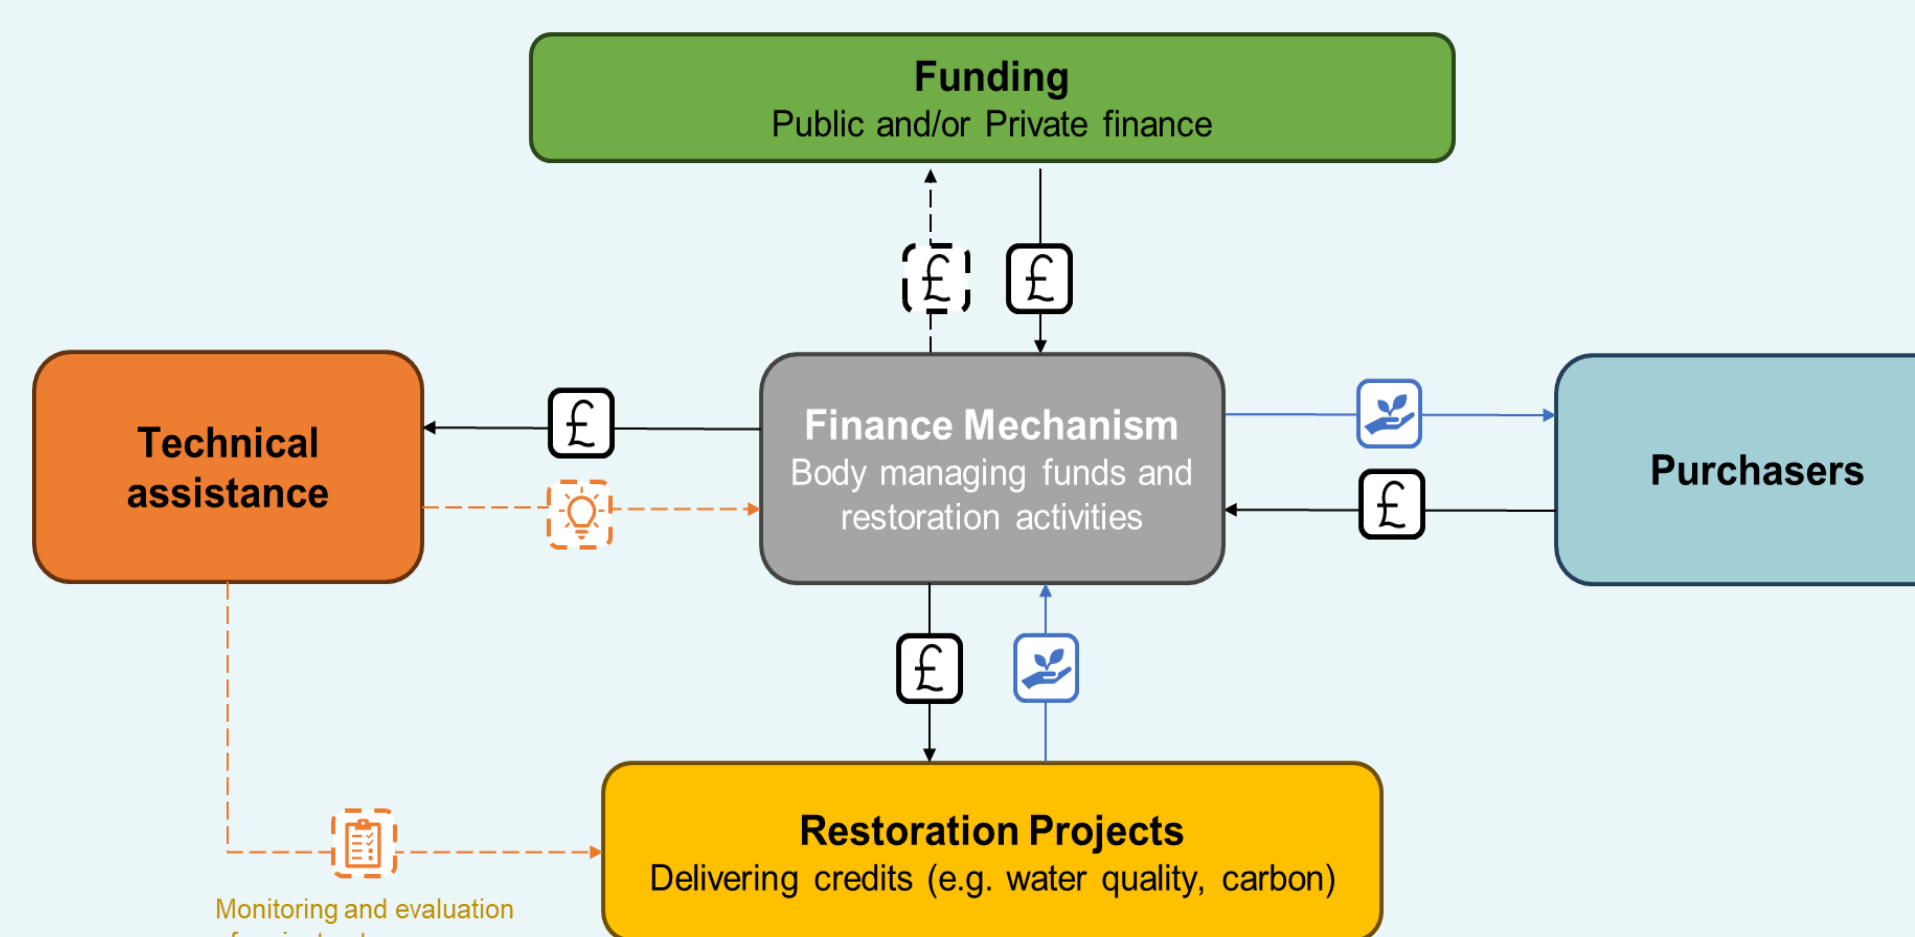 Funding
Public and/or Private finance
£
£
Technical
assistance
£
Finance Mechanism
Body managing funds and
restoration activities
Purchasers
£
£
Restoration Projects
Delivering credits (e.g. water quality, carbon)
Monitoring and evaluation